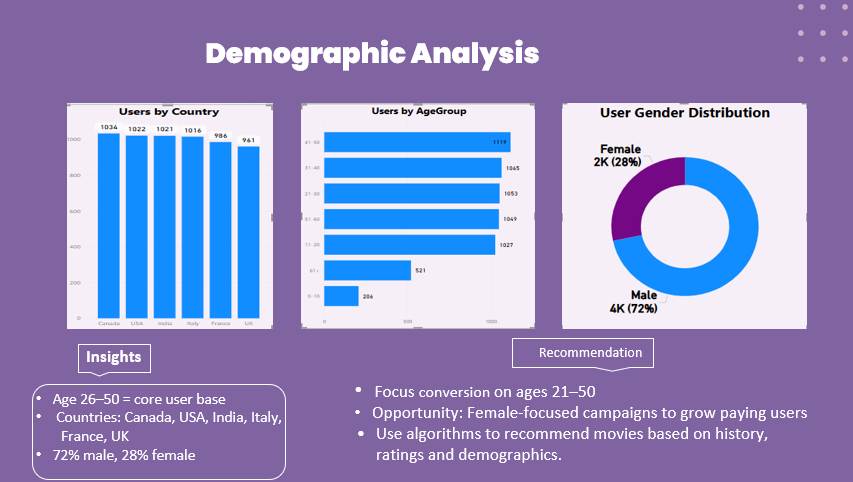 Demographic Analysis
Users by Country
1034 1022 1021 1016 986 961
1000
800
600
400
200
0
Canada USA India Italy France UK
Users by AgeGroup
41-50 1119
31-40 1065
21-30 1053
51-60 1049
11-20 1027
61+ 521
0-10 206
0 500 1000
User Gender Distribution
Female
2K (28%)
Male
4K (72%)
Insights
• Age 26–50 = core user base
• Countries: Canada, USA, India, Italy,
France, UK
• 72% male, 28% female
Recommendation
• Focus conversion on ages 21–50
• Opportunity: Female-focused campaigns to grow paying users
• Use algorithms to recommend movies based on history,
ratings and demographics.